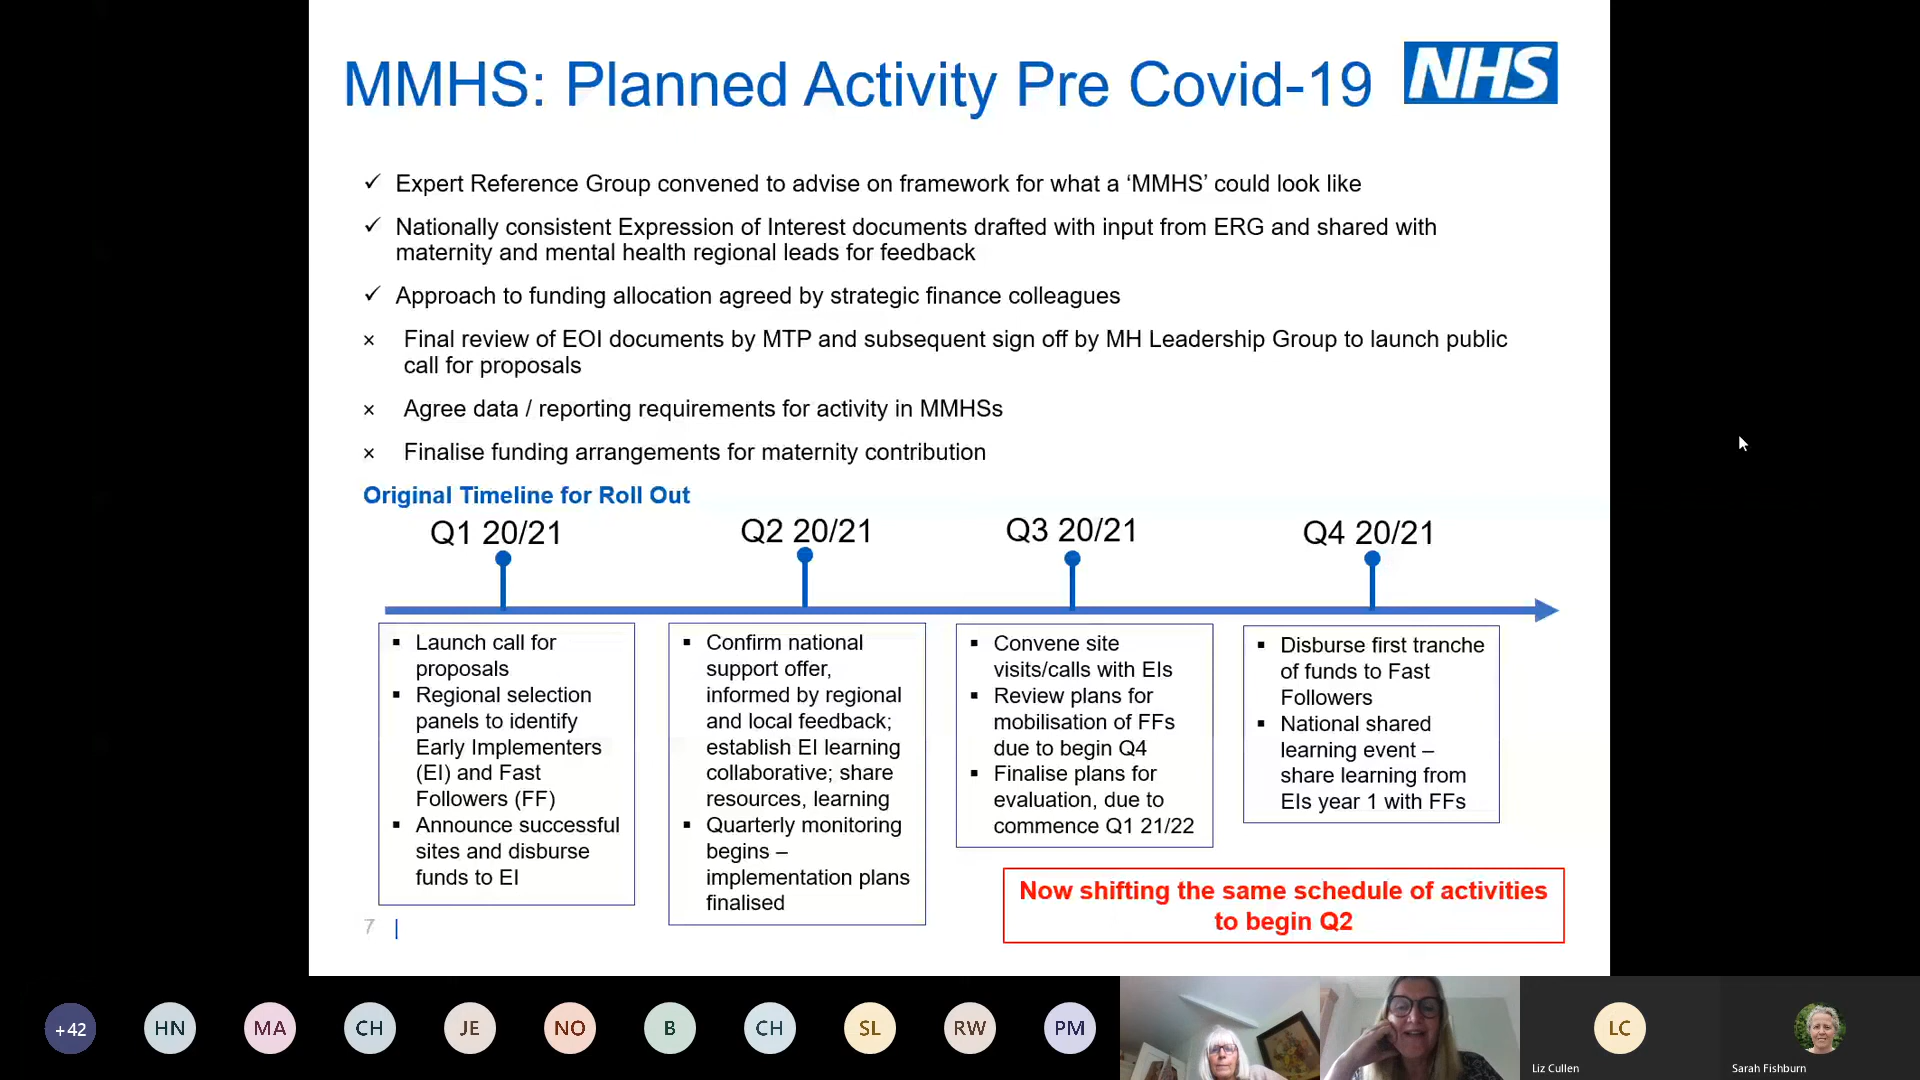 MMHS: Planned Activity Pre Covid-19
NHS
✓ Expert Reference Group convened to advise on framework for what a ‘MMHS’ could look like
✓ Nationally consistent Expression of Interest documents drafted with input from ERG and shared with
maternity and mental health regional leads for feedback
✓ Approach to funding allocation agreed by strategic finance colleagues
× Final review of EOI documents by MTP and subsequent sign off by MH Leadership Group to launch public
call for proposals
× Agree data / reporting requirements for activity in MMHSs
× Finalise funding arrangements for maternity contribution
Original Timeline for Roll Out
Q1 20/21
Q2 20/21
Q3 20/21
Q4 20/21
▪ Launch call for
proposals
▪ Regional selection
panels to identify
Early Implementers
(EI) and Fast
Followers (FF)
▪ Announce successful
sites and disburse
funds to EI
▪ Confirm national
support offer,
informed by regional
and local feedback;
establish EI learning
collaborative; share
resources, learning
▪ Quarterly monitoring
begins –
implementation plans
finalised
▪ Convene site
visits/calls with EIs
▪ Review plans for
mobilisation of FFs
due to begin Q4
▪ Finalise plans for
evaluation, due to
commence Q1 21/22
▪ Disburse first tranche
of funds to Fast
Followers
▪ National shared
learning event –
share learning from
EIs year 1 with FFs
Now shifting the same schedule of activities
to begin Q2
7 |
+42
HN
MA
CH
JE
NO
B
CH
SL
RW
PM
LC
Liz Cullen
Sarah Fishburn